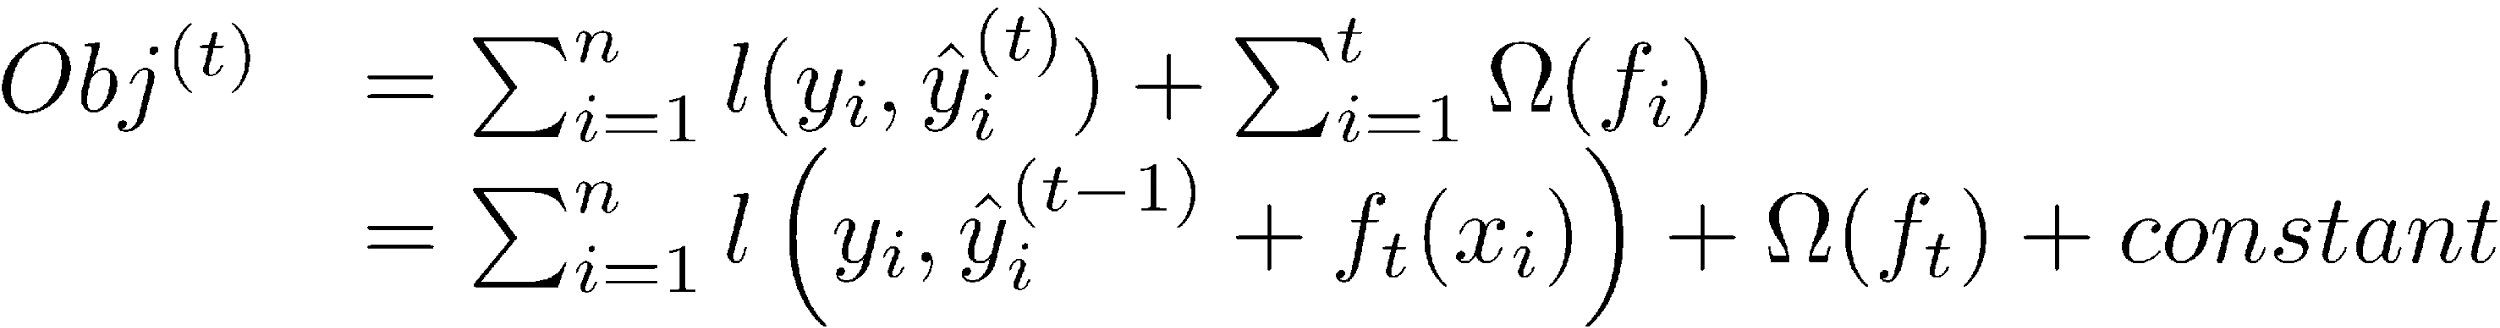 Obj^{(t)} = \sum_{i=1}^{n} l(y_i, \hat{y}_i^{(t)}) + \sum_{i=1}^{t} \Omega(f_i)
= \sum_{i=1}^{n} l\left(y_i, \hat{y}_i^{(t-1)} + f_t(x_i)\right) + \Omega(f_t) + constant